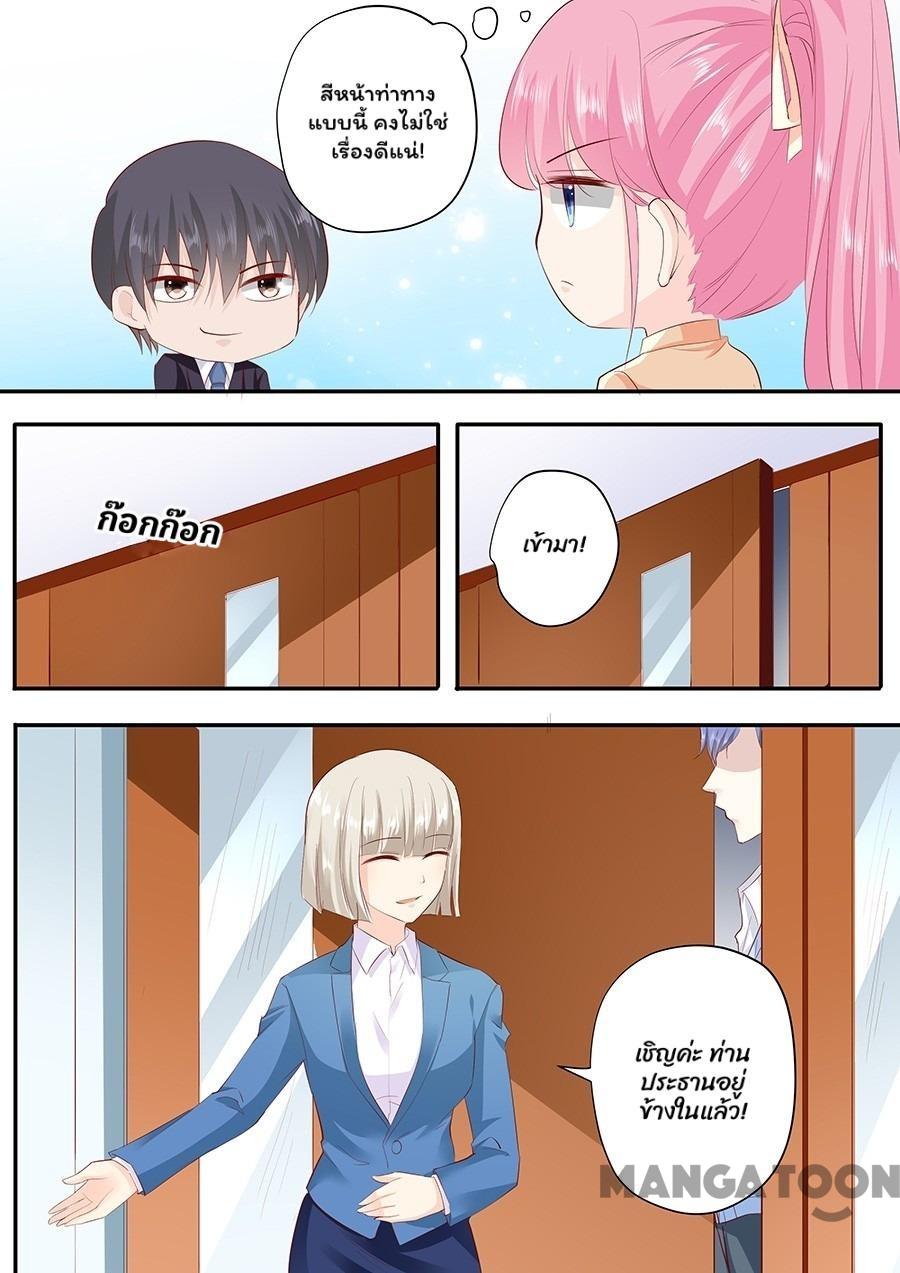 สีหน้าท่าทาง
แบบนี้ คงไม่ใช่
เรื่องดีแน่!
ก๊อกก๊อก
เข้ามา!
เชิญค่ะ ท่าน
ประธานอยู่
ข้างในแล้ว!
MANGATOON